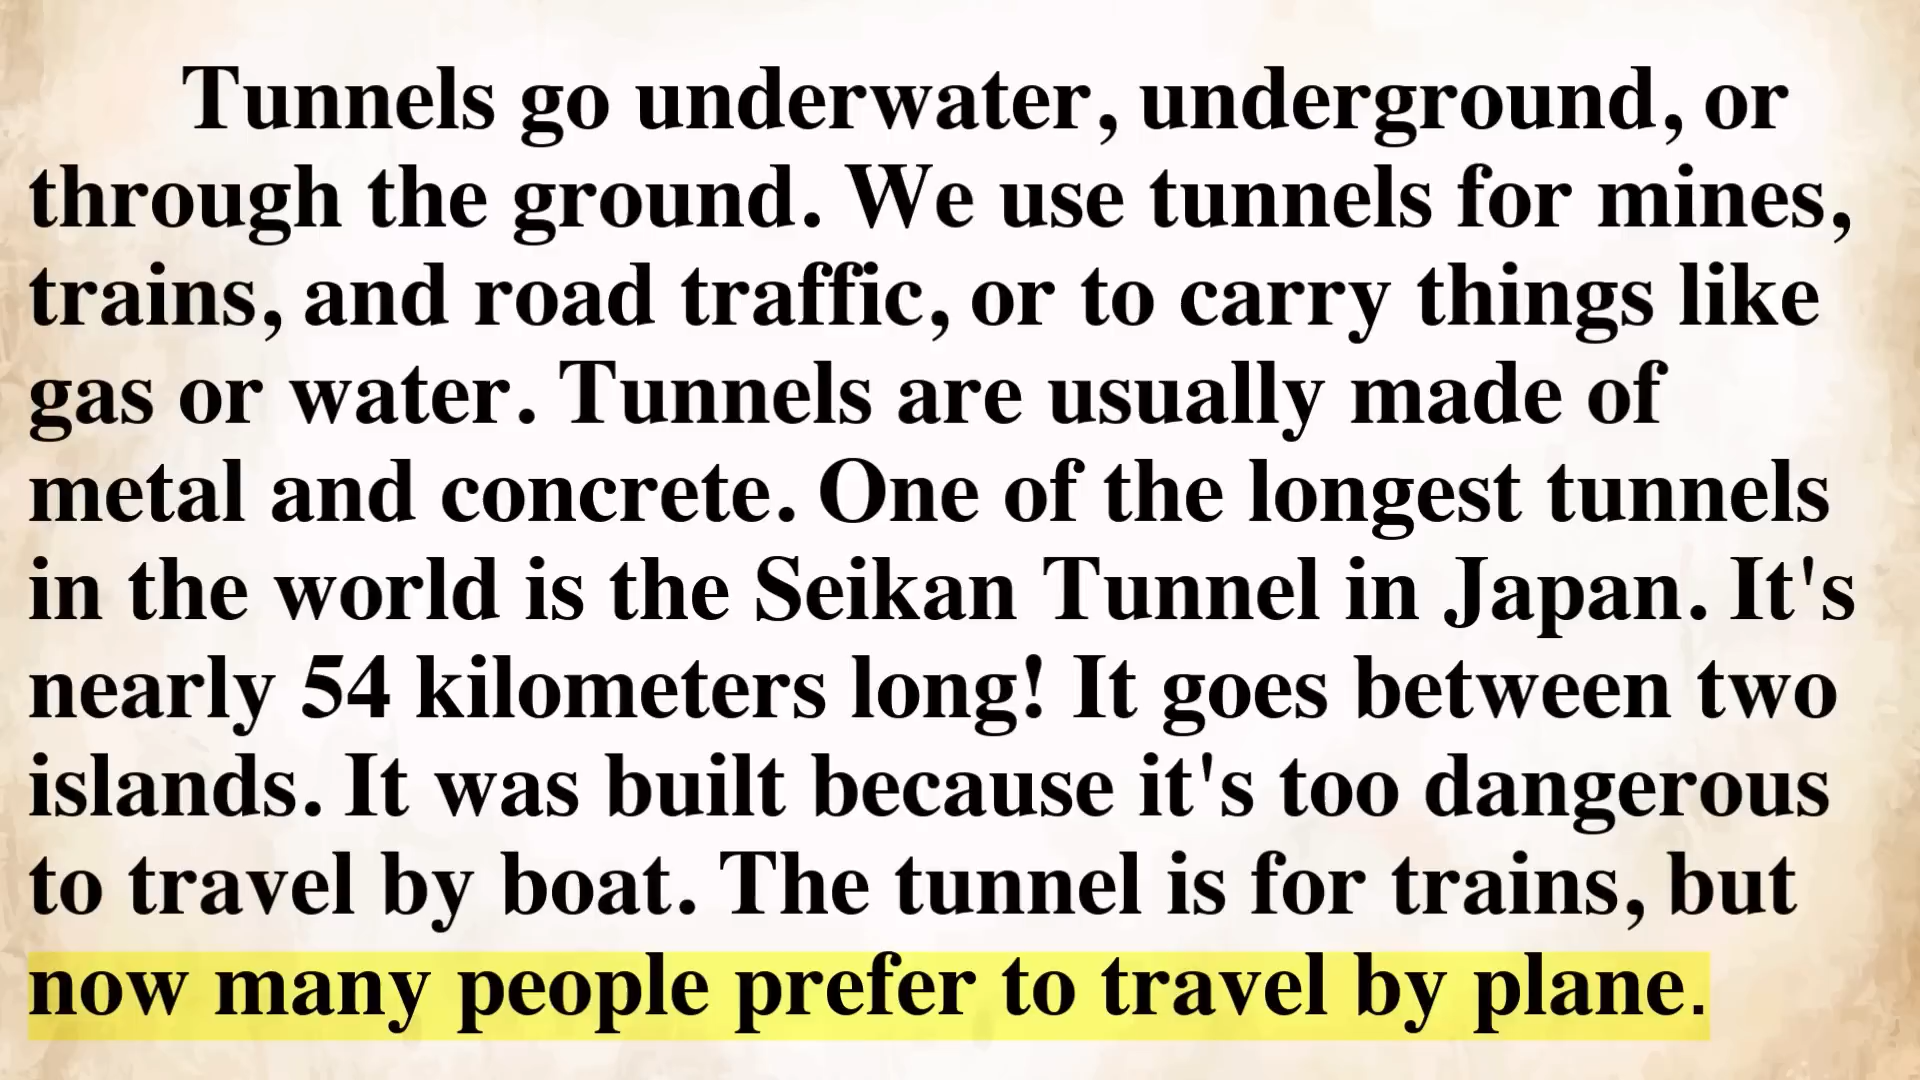 Tunnels go underwater, underground, or
through the ground. We use tunnels for mines,
trains, and road traffic, or to carry things like
gas or water. Tunnels are usually made of
metal and concrete. One of the longest tunnels
in the world is the Seikan Tunnel in Japan. It's
nearly 54 kilometers long! It goes between two
islands. It was built because it's too dangerous
to travel by boat. The tunnel is for trains, but
now many people prefer to travel by plane.